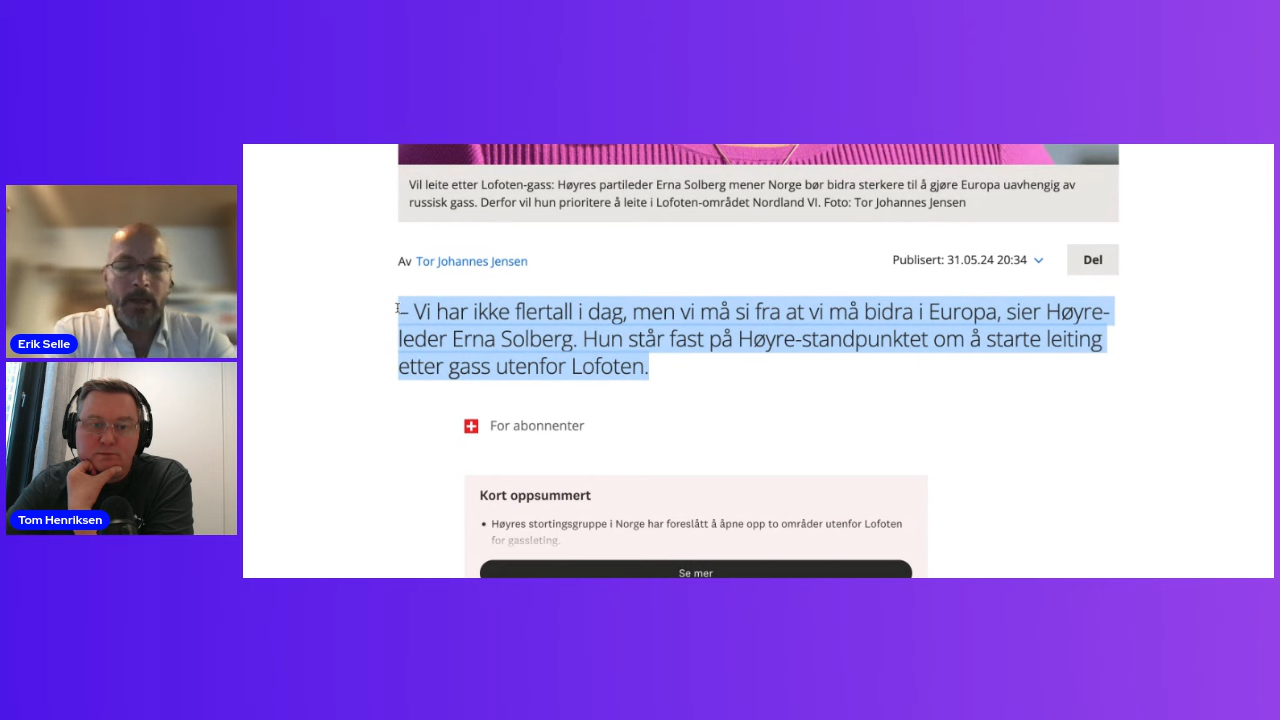 Erik Selle
Tom Henriksen
Vil leite etter Lofoten-gass: Høyres partileder Erna Solberg mener Norge bør bidra sterkere til å gjøre Europa uavhengig av
russisk gass. Derfor vil hun prioritere å leite i Lofoten-området Nordland VI. Foto: Tor Johannes Jensen
Av Tor Johannes Jensen
Publisert: 31.05.24 20:34
Del
– Vi har ikke flertall i dag, men vi må si fra at vi må bidra i Europa, sier Høyre-
leder Erna Solberg. Hun står fast på Høyre-standpunktet om å starte leiting
etter gass utenfor Lofoten.
For abonnenter
Kort oppsummert
• Høyres stortingsgruppe i Norge har foreslått å åpne opp to områder utenfor Lofoten
for gassleting.
Se mer